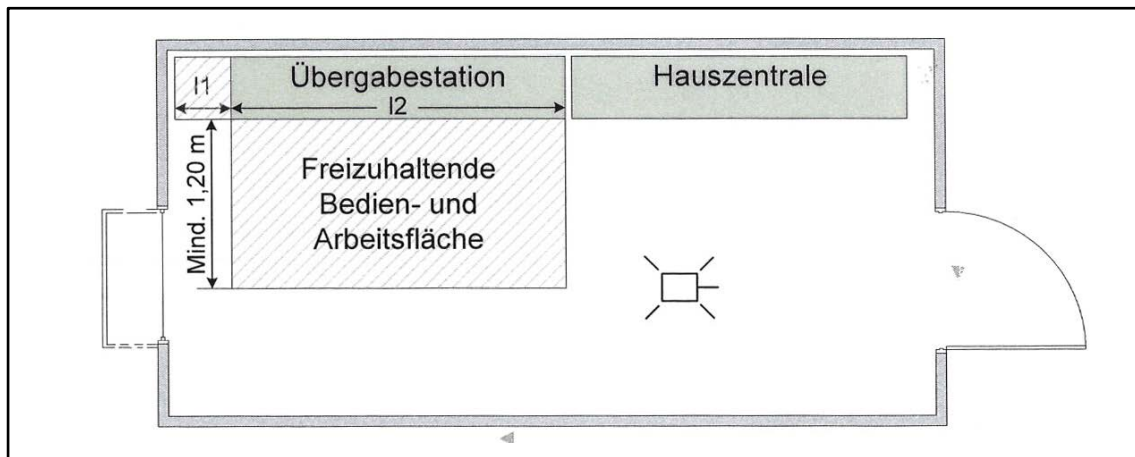 l1
Übergabestation
l2
Hauszentrale
Mind. 1,20 m
Freizuhaltende
Bedien- und
Arbeitsfläche